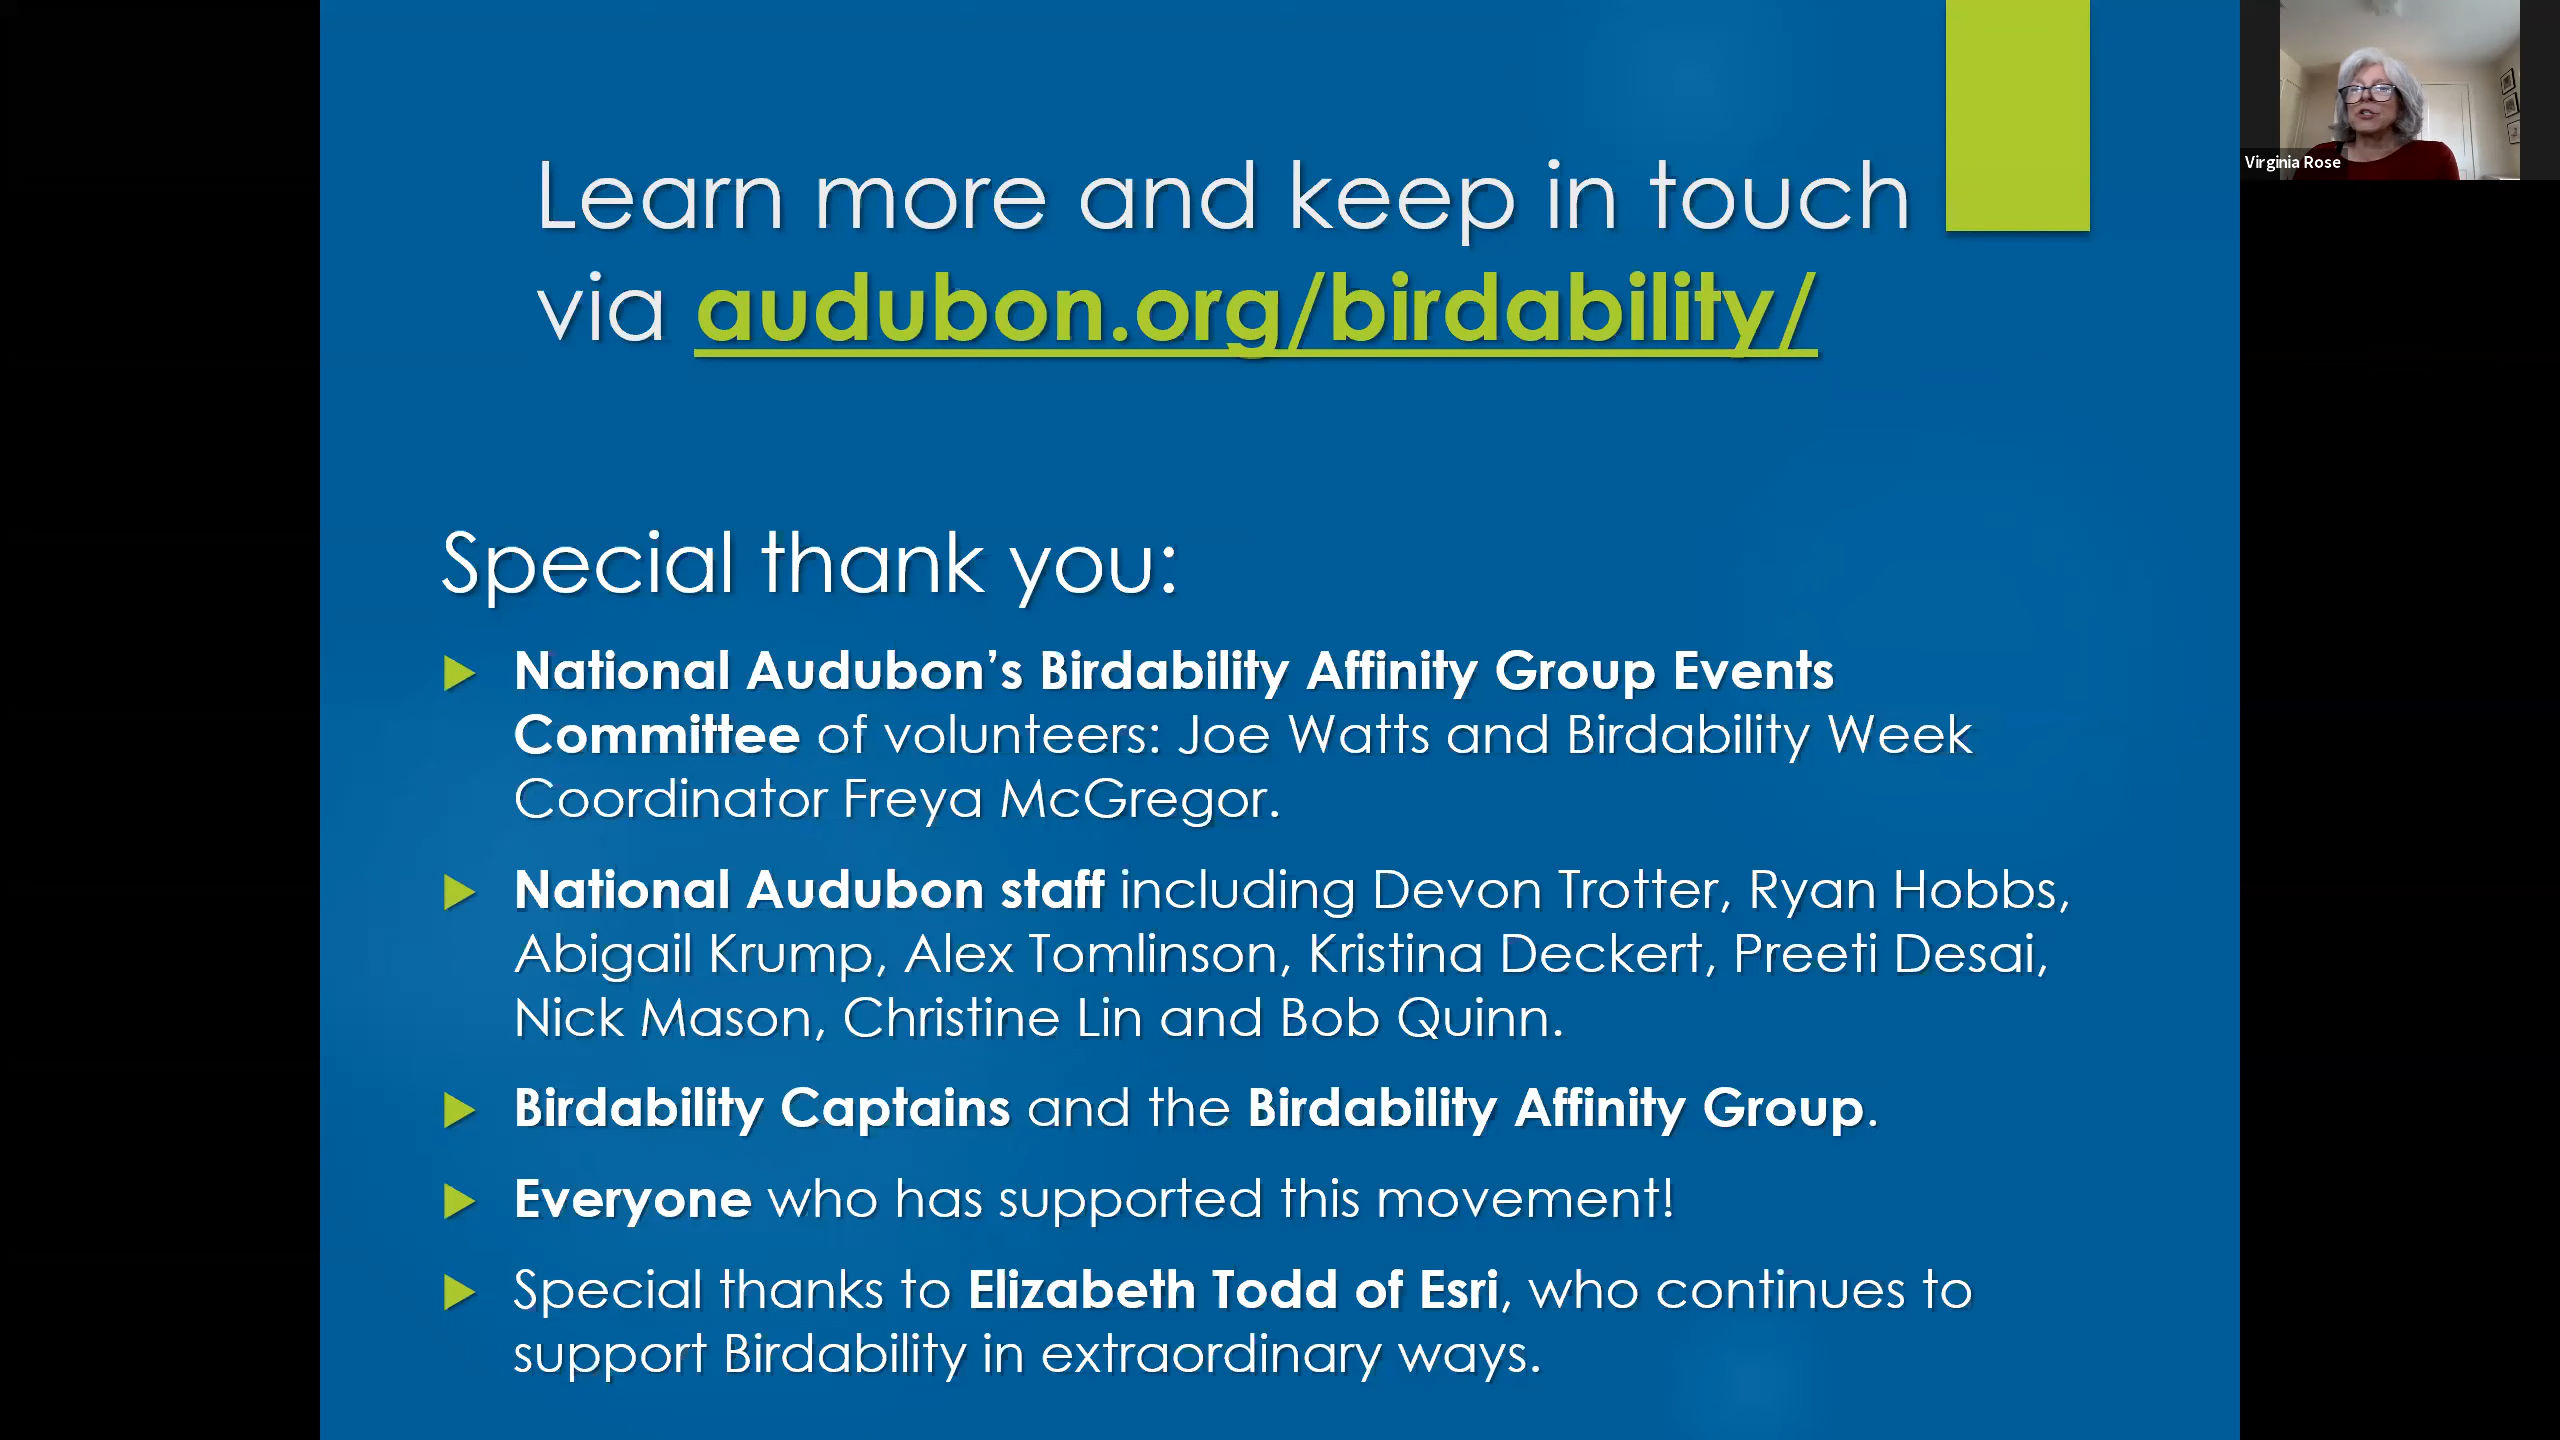 Learn more and keep in touch
via audubon.org/birdability/
Virginia Rose
Special thank you:
National Audubon’s Birdability Affinity Group Events
Committee of volunteers: Joe Watts and Birdability Week
Coordinator Freya McGregor.
National Audubon staff including Devon Trotter, Ryan Hobbs,
Abigail Krump, Alex Tomlinson, Kristina Deckert, Preeti Desai,
Nick Mason, Christine Lin and Bob Quinn.
Birdability Captains and the Birdability Affinity Group.
Everyone who has supported this movement!
Special thanks to Elizabeth Todd of Esri, who continues to
support Birdability in extraordinary ways.